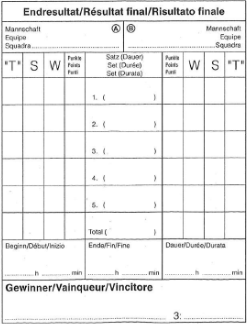 Endresultat/Résultat final/Risultato finale
Mannschaft Ⓐ Ⓑ Mannschaft
Equipe Equipe
Squadra Squadra
"T" S W Punkte Points Punti Satz (Dauer) Set (Durée) Set (Durata) Punkte Points Punti W S "T"
1. ( )
2. ( )
3. ( )
4. ( )
5. ( )
Total ( )
Beginn/Début/Inizio Ende/Fin/Fine Dauer/Durée/Durata
h min h min h min
Gewinner/Vainqueur/Vincitore
3: